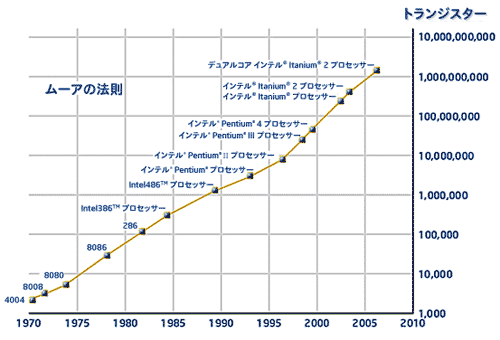 トランジスター
10,000,000,000
ムーアの法則
デュアルコア インテル® Itanium® 2 プロセッサー
1,000,000,000
インテル® Itanium® 2 プロセッサー
インテル® Itanium® プロセッサー
100,000,000
インテル® Pentium® 4 プロセッサー
インテル® Pentium® III プロセッサー
10,000,000
インテル® Pentium® II プロセッサー
インテル® Pentium® プロセッサー
Intel486™ プロセッサー
1,000,000
Intel386™ プロセッサー
286
100,000
8086
8080
10,000
8008
4004
1,000
1970 1975 1980 1985 1990 1995 2000 2005 2010